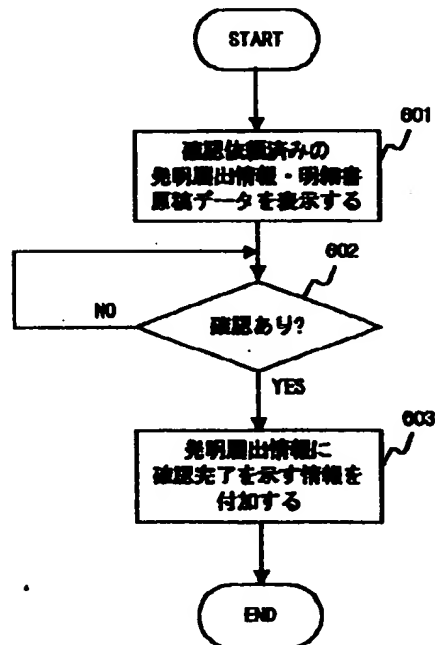 START
601
確認依頼済みの
発明届出情報・明細書
原稿データを表示する
602
確認あり?
NO
YES
603
発明届出情報に
確認完了を示す情報を
付加する
END